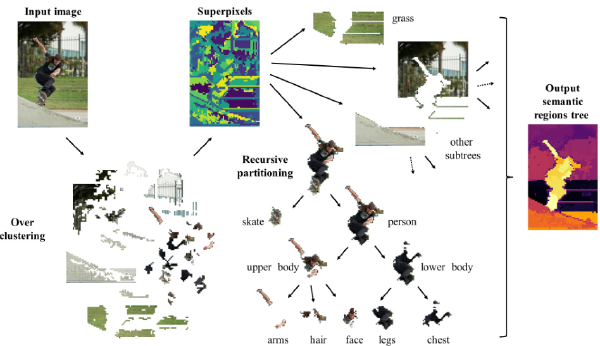 Input image
Superpixels
grass
Output
semantic
regions tree
other
subtrees
Recursive
partitioning
Over
clustering
skate
person
upper body
lower body
arms
hair
face
legs
chest